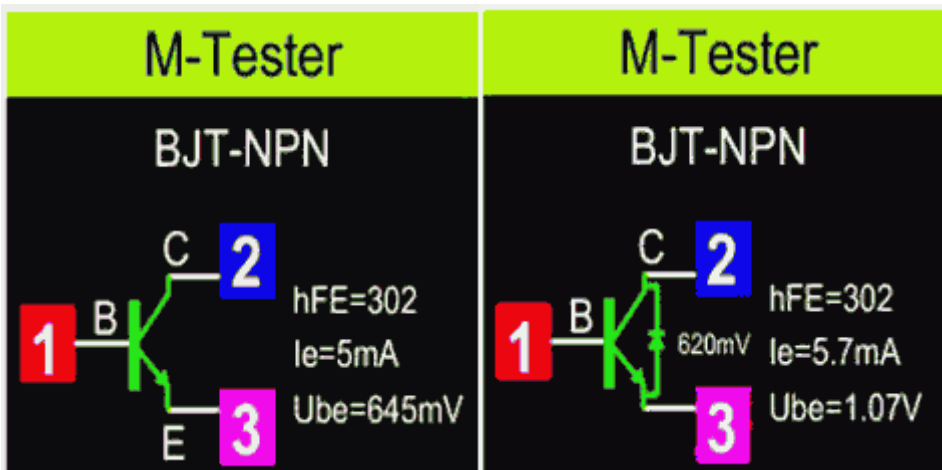 M-Tester
BJT-NPN
C
2
hFE=302
1
B
Ie=5mA
Ube=645mV
3
E
M-Tester
BJT-NPN
C
2
hFE=302
1
B
620mV
Ie=5.7mA
Ube=1.07V
3